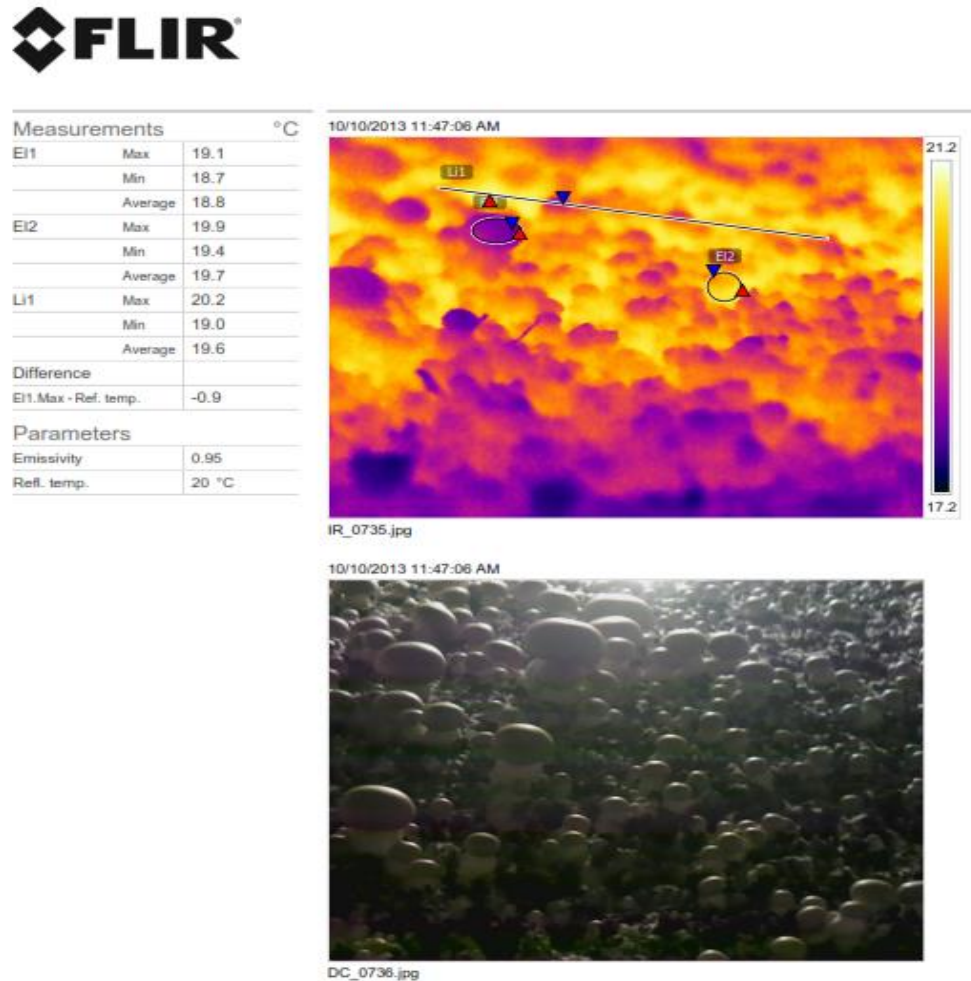 FLIR
Measurements °C
El1 Max 19.1
Min 18.7
Average 18.8
El2 Max 19.9
Min 19.4
Average 19.7
Li1 Max 20.2
Min 19.0
Average 19.6
Difference
El1.Max - Ref. temp. -0.9
Parameters
Emissivity 0.95
Refl. temp. 20 °C
10/10/2013 11:47:06 AM
21.2
Li1
El2
17.2
IR_0735.jpg
10/10/2013 11:47:06 AM
DC_0736.jpg